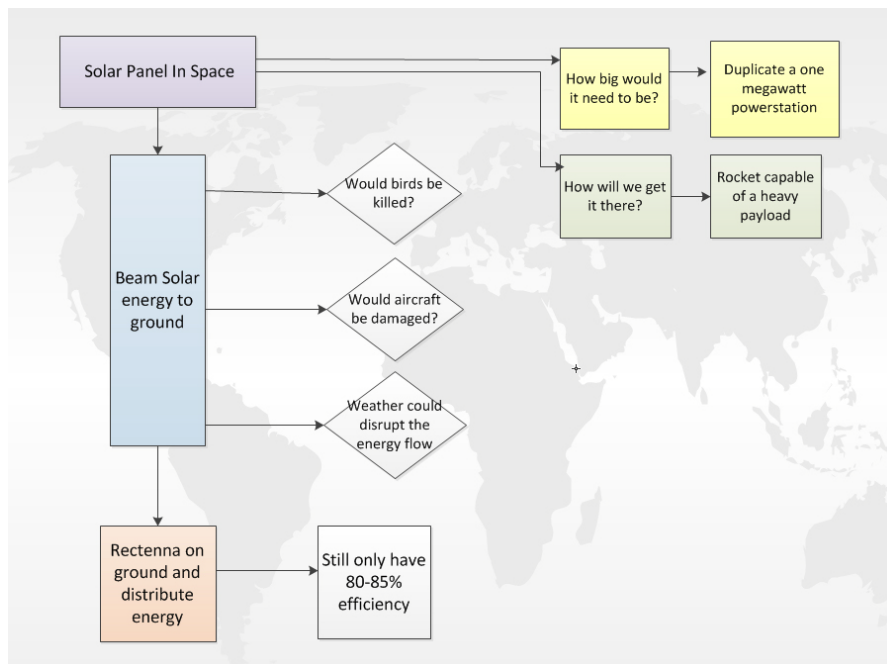 Solar Panel In Space
How big would
it need to be?
Duplicate a one
megawatt
powerstation
How will we get
it there?
Rocket capable
of a heavy
payload
Beam Solar
energy to
ground
Would birds be
killed?
Would aircraft
be damaged?
Weather could
disrupt the
energy flow
Rectenna on
ground and
distribute
energy
Still only have
80-85%
efficiency